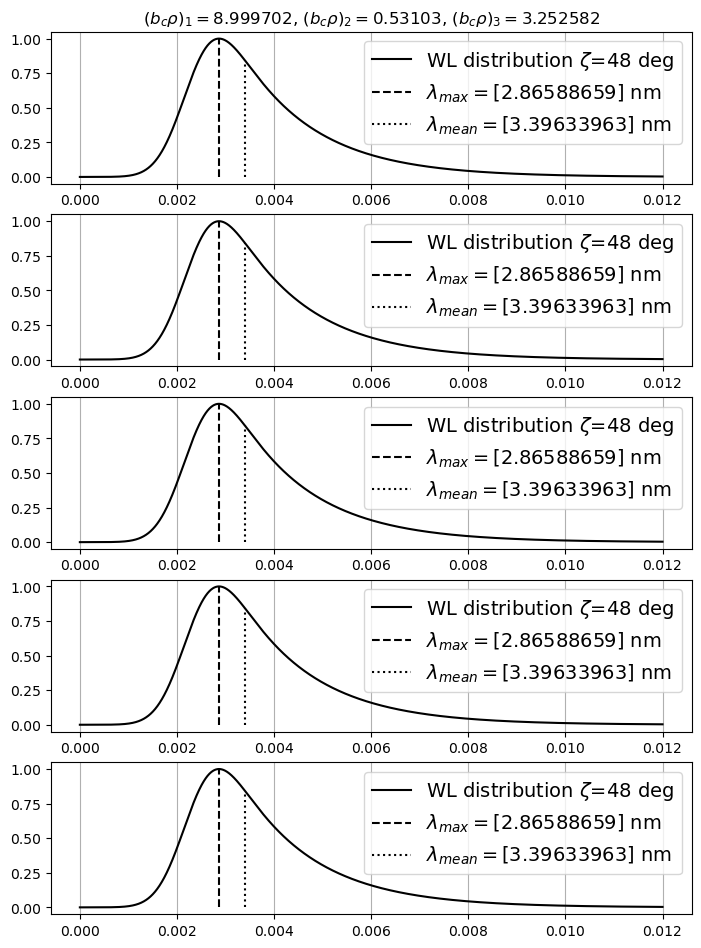 (b_cρ)_1 = 8.999702, (b_cρ)_2 = 0.53103, (b_cρ)_3 = 3.252582
1.00
0.75
0.50
0.25
0.00
WL distribution ζ=48 deg
λ_max = [2.86588659] nm
λ_mean = [3.39633963] nm
0.000 0.002 0.004 0.006 0.008 0.010 0.012
1.00
0.75
0.50
0.25
0.00
WL distribution ζ=48 deg
λ_max = [2.86588659] nm
λ_mean = [3.39633963] nm
0.000 0.002 0.004 0.006 0.008 0.010 0.012
1.00
0.75
0.50
0.25
0.00
WL distribution ζ=48 deg
λ_max = [2.86588659] nm
λ_mean = [3.39633963] nm
0.000 0.002 0.004 0.006 0.008 0.010 0.012
1.00
0.75
0.50
0.25
0.00
WL distribution ζ=48 deg
λ_max = [2.86588659] nm
λ_mean = [3.39633963] nm
0.000 0.002 0.004 0.006 0.008 0.010 0.012
1.00
0.75
0.50
0.25
0.00
WL distribution ζ=48 deg
λ_max = [2.86588659] nm
λ_mean = [3.39633963] nm
0.000 0.002 0.004 0.006 0.008 0.010 0.012